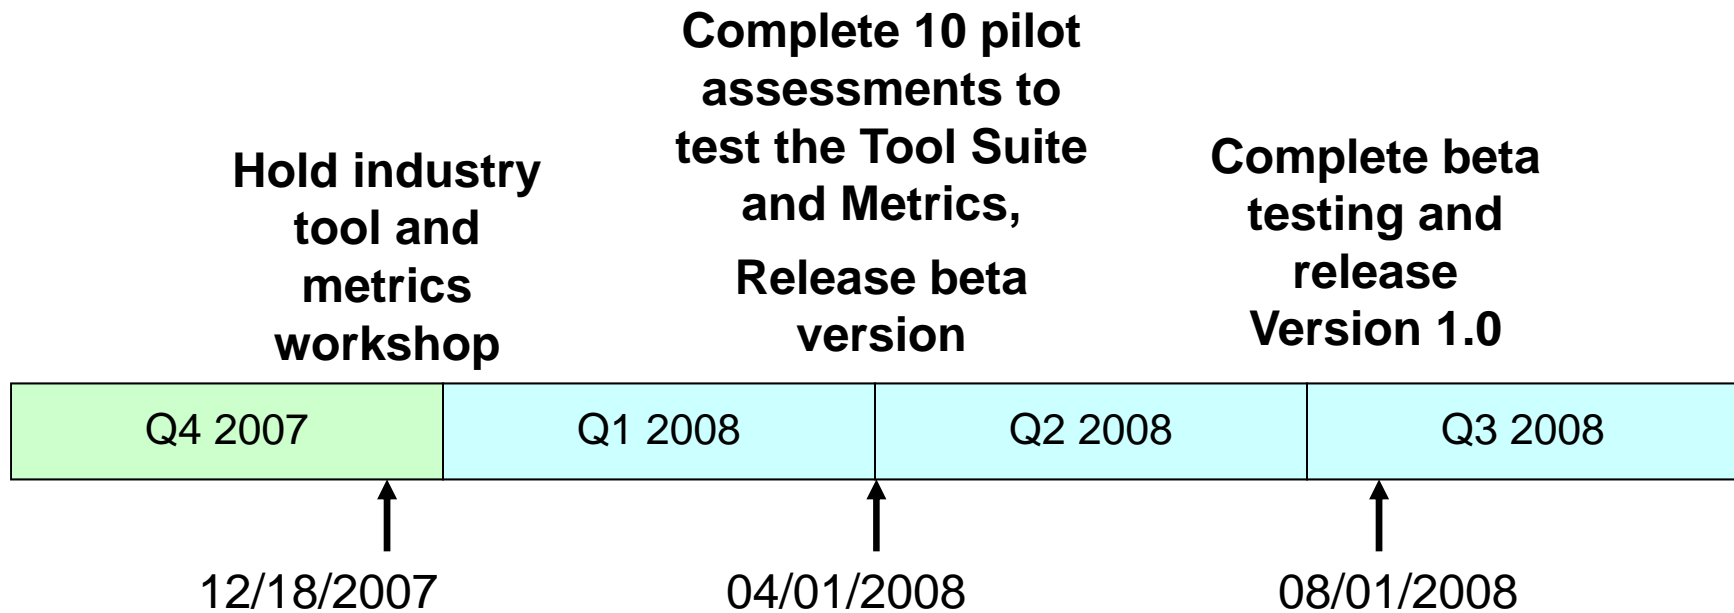 Hold industry
tool and
metrics
workshop
Complete 10 pilot
assessments to
test the Tool Suite
and Metrics,
Release beta
version
Complete beta
testing and
release
Version 1.0
Q4 2007
Q1 2008
Q2 2008
Q3 2008
12/18/2007
04/01/2008
08/01/2008